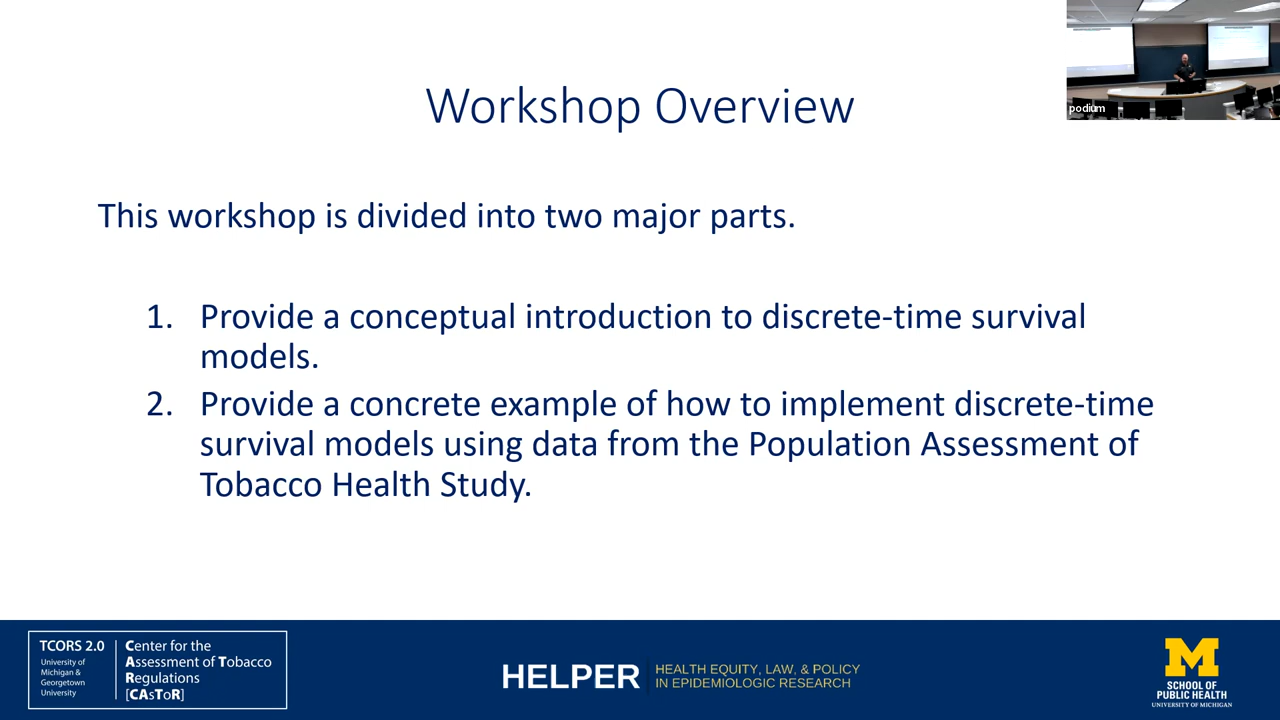 podium
Workshop Overview
This workshop is divided into two major parts.
1. Provide a conceptual introduction to discrete-time survival
models.
2. Provide a concrete example of how to implement discrete-time
survival models using data from the Population Assessment of
Tobacco Health Study.
TCORS 2.0
University of
Michigan &
Georgetown
University
Center for the
Assessment of Tobacco
Regulations
[CAsToR]
HELPER
HEALTH EQUITY, LAW, & POLICY
IN EPIDEMIOLOGIC RESEARCH
M
SCHOOL OF
PUBLIC HEALTH
UNIVERSITY OF MICHIGAN